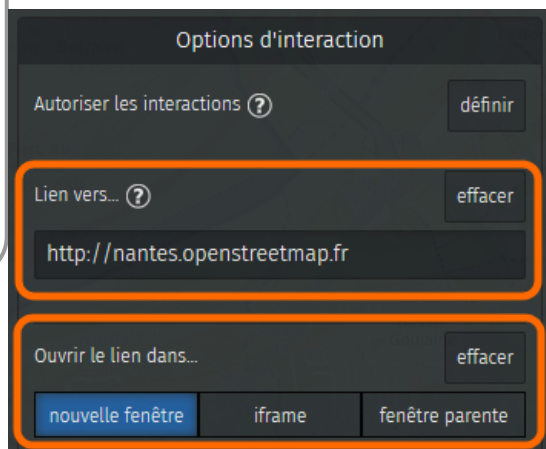 Options d'interaction
Autoriser les interactions ? définir
Lien vers... ? effacer
http://nantes.openstreetmap.fr
Ouvrir le lien dans... effacer
nouvelle fenêtre iframe fenêtre parente